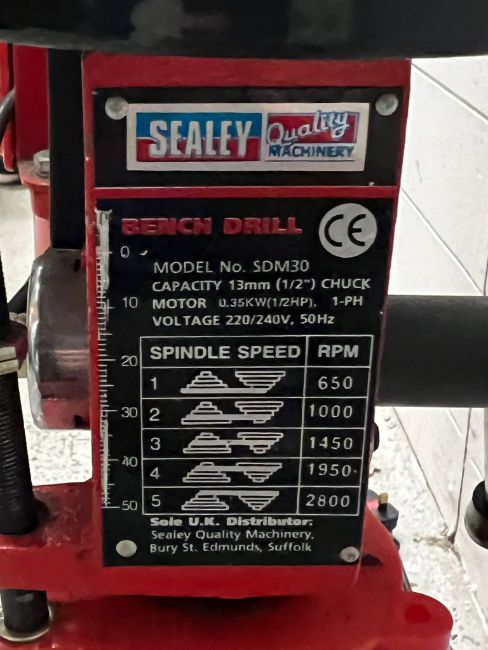 SEALEY Quality
MACHINERY
BENCH DRILL CE
MODEL No. SDM30
CAPACITY 13mm (1/2") CHUCK
MOTOR 0.35KW(1/2HP), 1-PH
VOLTAGE 220/240V, 50Hz
SPINDLE SPEED RPM
1 650
2 1000
3 1450
4 1950
5 2800
0
10
20
30
40
50
Sole U.K. Distributor:
Sealey Quality Machinery,
Bury St. Edmunds, Suffolk